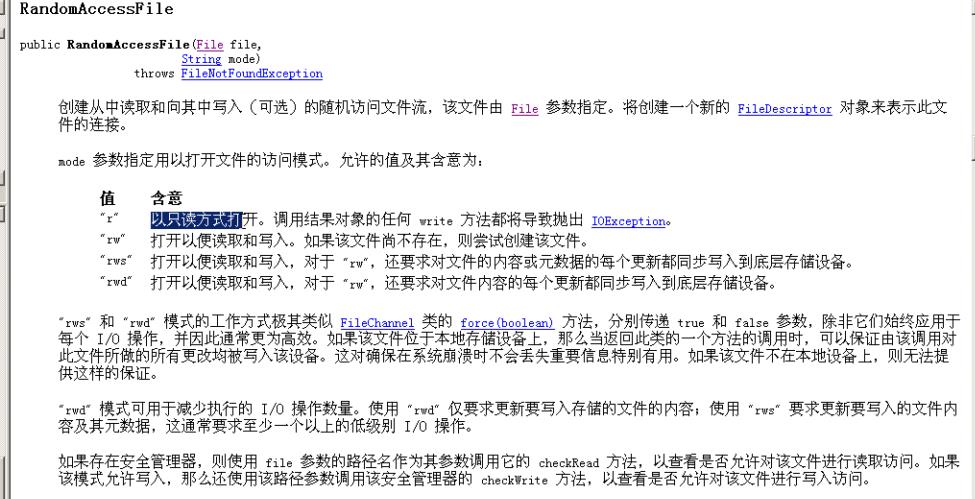 RandomAccessFile
public RandomAccessFile(File file,
String mode)
throws FileNotFoundException
创建从中读取和向其中写入（可选）的随机访问文件流，该文件由 File 参数指定。将创建一个新的 FileDescriptor 对象来表示此文
件的连接。
mode 参数指定用以打开文件的访问模式。允许的值及其含意为：
值 含意
"r" 以只读方式打开。调用结果对象的任何 write 方法都将导致抛出 IOException。
"rw" 打开以便读取和写入。如果该文件尚不存在，则尝试创建该文件。
"rws" 打开以便读取和写入，对于 "rw"，还要求对文件的内容或元数据的每个更新都同步写入到底层存储设备。
"rwd" 打开以便读取和写入，对于 "rw"，还要求对文件内容的每个更新都同步写入到底层存储设备。
"rws" 和 "rwd" 模式的工作方式极其类似 FileChannel 类的 force(boolean) 方法，分别传递 true 和 false 参数，除非它们始终应用于
每个 I/O 操作，并因此通常更为高效。如果该文件位于本地存储设备上，那么当返回此类的一个方法的调用时，可以保证由该调用对
此文件所做的所有更改均被写入该设备。这对确保在系统崩溃时不会丢失重要信息特别有用。如果该文件不在本地设备上，则无法提
供这样的保证。
"rwd" 模式可用于减少执行的 I/O 操作数量。使用 "rwd" 仅要求更新要写入存储的文件的内容；使用 "rws" 要求更新要写入的文件内
容及其元数据，这通常要求至少一个以上的低级别 I/O 操作。
如果存在安全管理器，则使用 file 参数的路径名作为其参数调用它的 checkRead 方法，以查看是否允许对该文件进行读取访问。如果
该模式允许写入，那么还使用该路径参数调用该安全管理器的 checkWrite 方法，以查看是否允许对该文件进行写入访问。